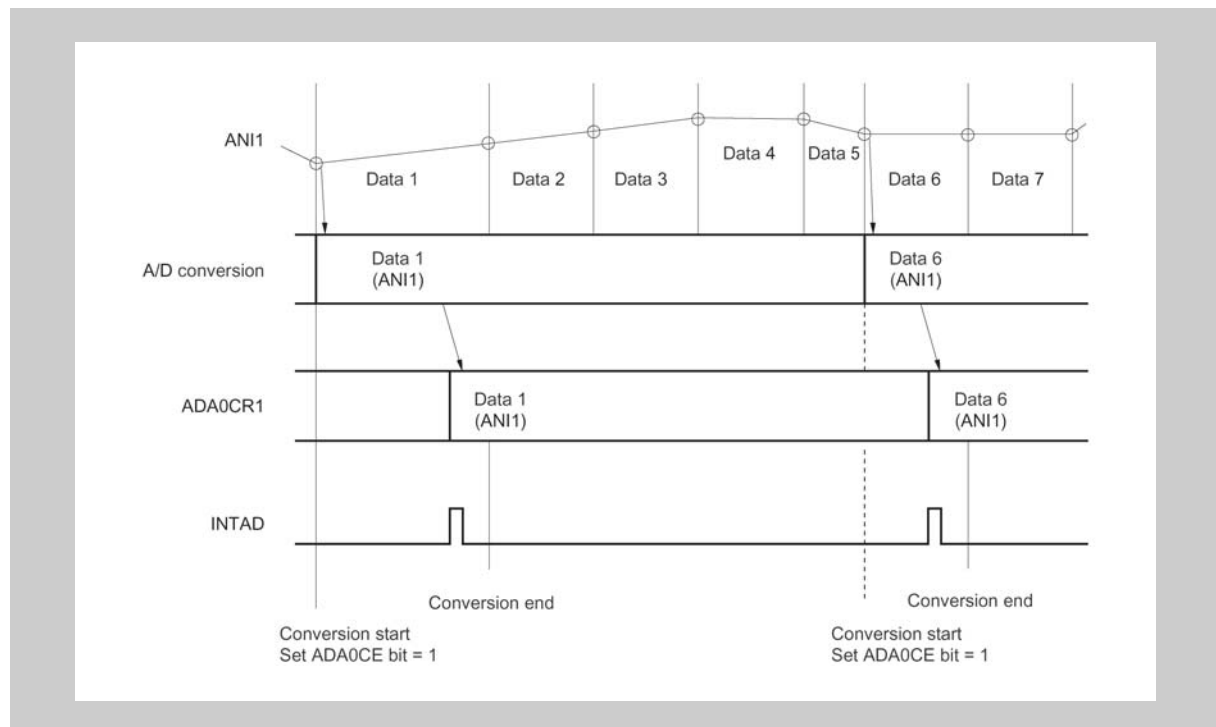 ANI1
Data 1
Data 2
Data 3
Data 4
Data 5
Data 6
Data 7
A/D conversion
Data 1
(ANI1)
Data 6
(ANI1)
ADA0CR1
Data 1
(ANI1)
Data 6
(ANI1)
INTAD
Conversion end
Conversion end
Conversion start
Set ADA0CE bit = 1
Conversion start
Set ADA0CE bit = 1